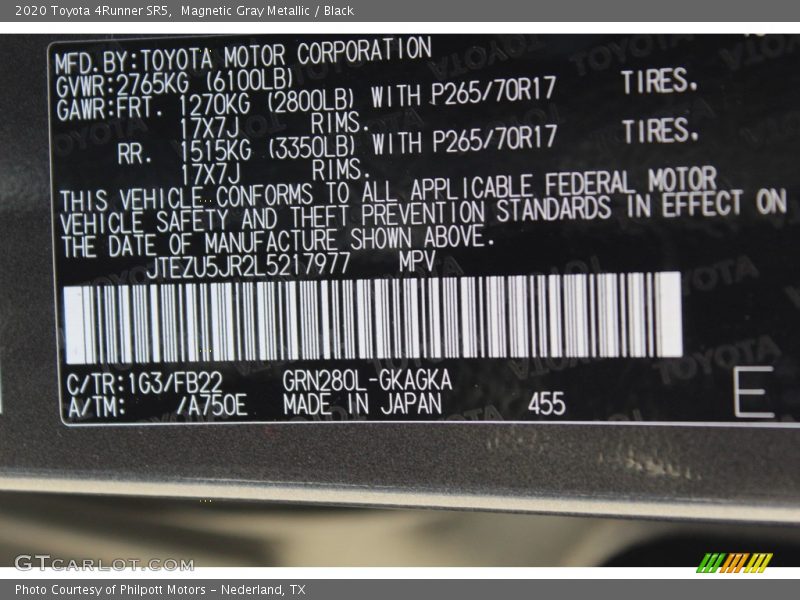 2020 Toyota 4Runner SR5, Magnetic Gray Metallic / Black
MFD.BY:TOYOTA MOTOR CORPORATION
GVWR:2765KG (6100LB)
GAWR:FRT. 1270KG (2800LB) WITH P265/70R17 TIRES.
17X7J RIMS.
RR. 1515KG (3350LB) WITH P265/70R17 TIRES.
17X7J RIMS.
THIS VEHICLE CONFORMS TO ALL APPLICABLE FEDERAL MOTOR
VEHICLE SAFETY AND THEFT PREVENTION STANDARDS IN EFFECT ON
THE DATE OF MANUFACTURE SHOWN ABOVE.
JTEZU5JR2L5217977 MPV
C/TR:1G3/FB22 GRN280L-GKAGKA
A/TM: /A750E MADE IN JAPAN 455 E
GTCARLOT.COM
Photo Courtesy of Philpott Motors - Nederland, TX